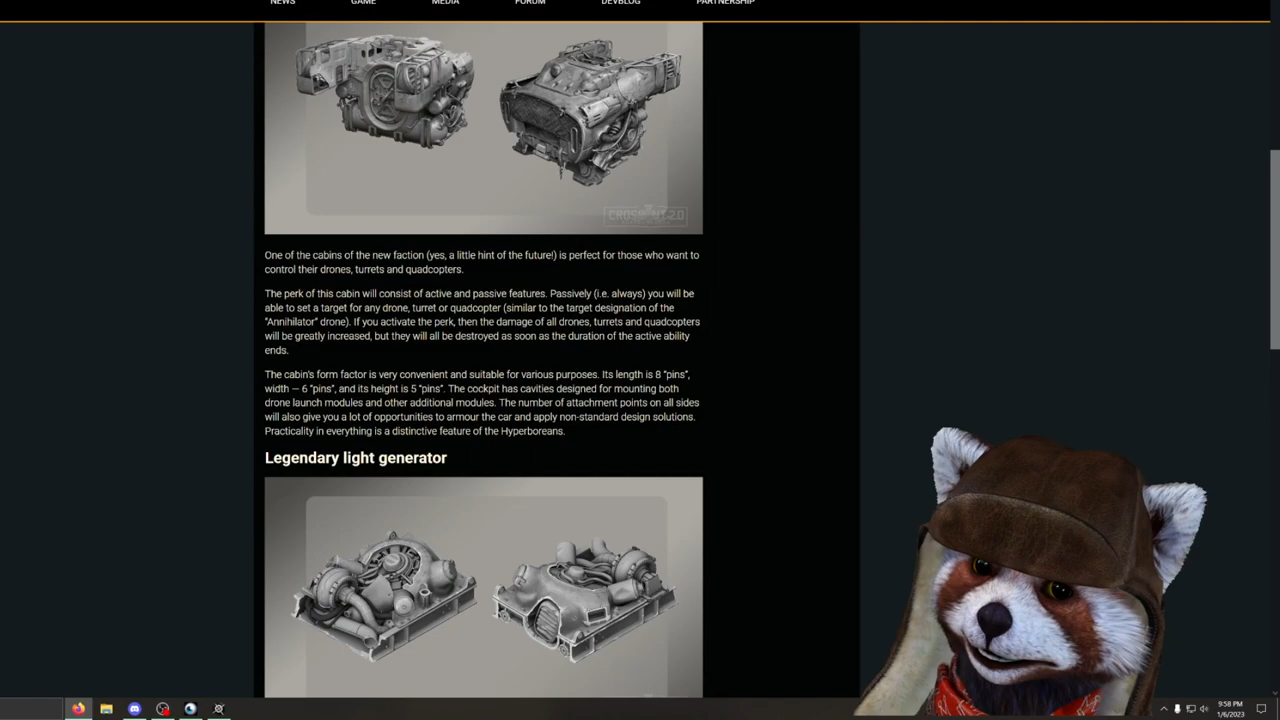 NEWS GAME MEDIA FORUM DEVBLOG PARTNERSHIP
CROSSOUT 2.0
One of the cabins of the new faction (yes, a little hint of the future!) is perfect for those who want to
control their drones, turrets and quadcopters.
The perk of this cabin will consist of active and passive features. Passively (i.e. always) you will be
able to set a target for any drone, turret or quadcopter (similar to the target designation of the
"Annihilator" drone). If you activate the perk, then the damage of all drones, turrets and quadcopters
will be greatly increased, but they will all be destroyed as soon as the duration of the active ability
ends.
The cabin's form factor is very convenient and suitable for various purposes. Its length is 8 "pins",
width — 6 "pins", and its height is 5 "pins". The cockpit has cavities designed for mounting both
drone launch modules and other additional modules. The number of attachment points on all sides
will also give you a lot of opportunities to armour the car and apply non-standard design solutions.
Practicality in everything is a distinctive feature of the Hyperboreans.
Legendary light generator
9:58 PM
1/6/2023